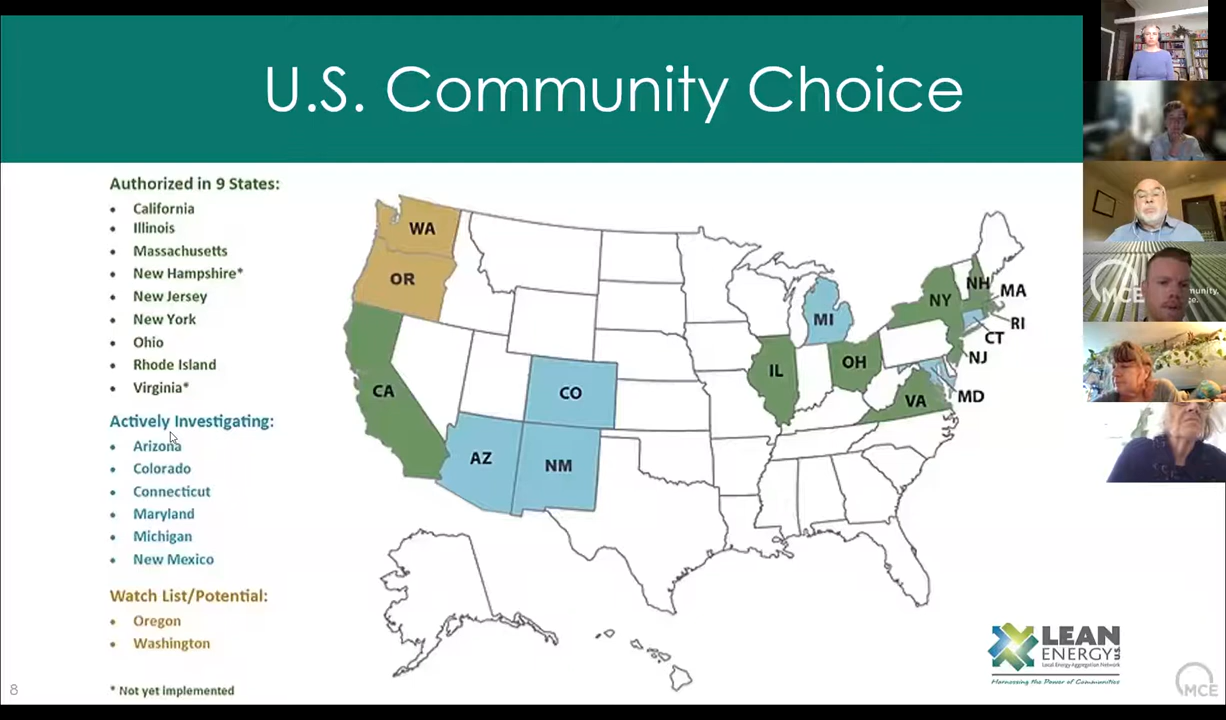 U.S. Community Choice
Authorized in 9 States:
• California
• Illinois
• Massachusetts
• New Hampshire*
• New Jersey
• New York
• Ohio
• Rhode Island
• Virginia*
Actively Investigating:
• Arizona
• Colorado
• Connecticut
• Maryland
• Michigan
• New Mexico
Watch List/Potential:
• Oregon
• Washington
* Not yet implemented
8
WA
OR
CA
AZ
CO
NM
IL
MI
OH
VA
NY
NH
MA
RI
CT
NJ
MD
LEAN
ENERGY U.S.
Local Energy Aggregation Network
Harnessing the Power of Communities
MCE
MCE